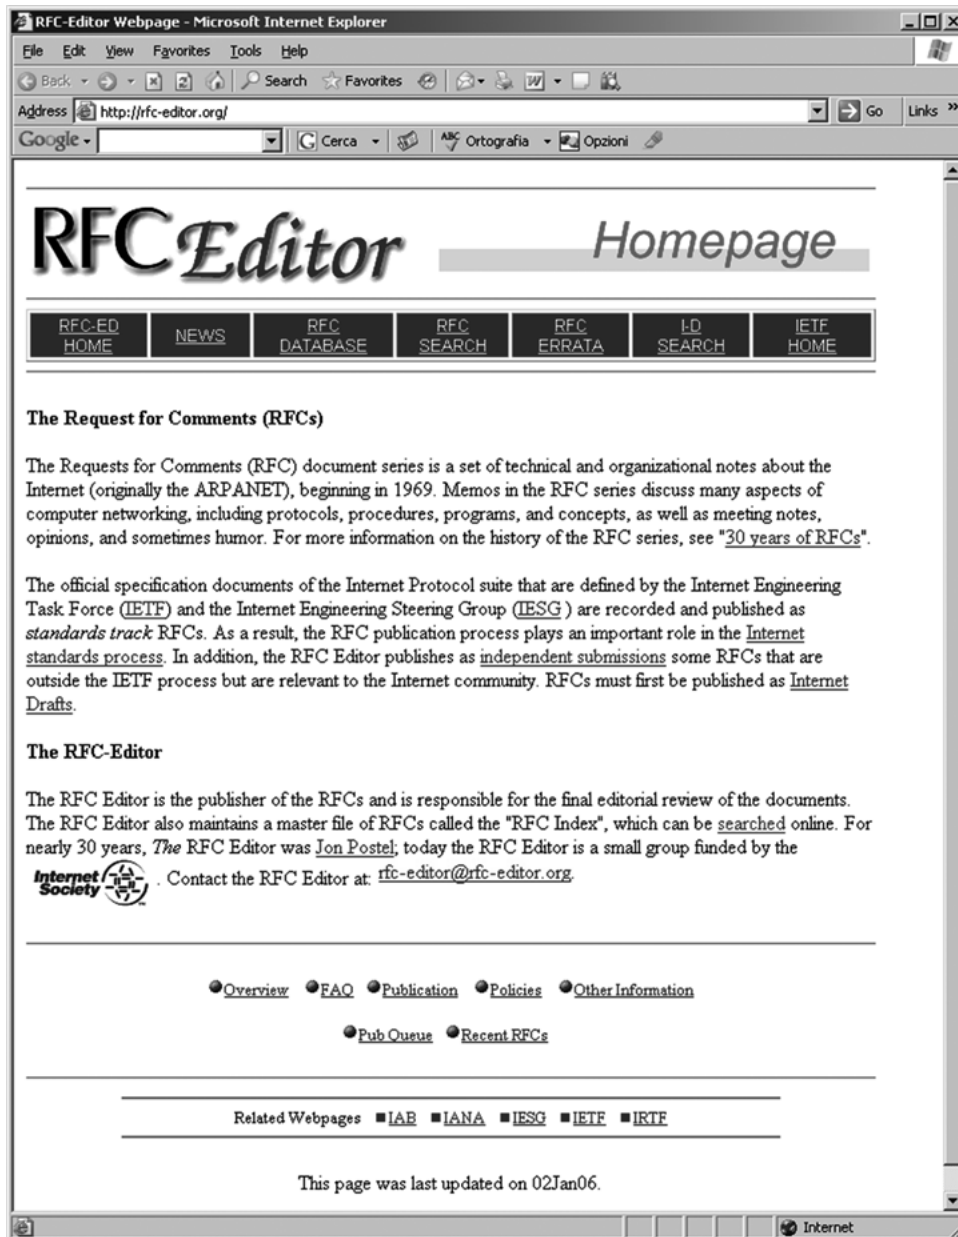 RFC-Editor Webpage - Microsoft Internet Explorer
File Edit View Favorites Tools Help
Back Search Favorites
Address http://rfc-editor.org/ Go Links »
Google Cerca ABC Ortografia Opzioni
RFC Editor Homepage
RFC-ED HOME NEWS RFC DATABASE RFC SEARCH RFC ERRATA I-D SEARCH IETF HOME
The Request for Comments (RFCs)
The Requests for Comments (RFC) document series is a set of technical and organizational notes about the
Internet (originally the ARPANET), beginning in 1969. Memos in the RFC series discuss many aspects of
computer networking, including protocols, procedures, programs, and concepts, as well as meeting notes,
opinions, and sometimes humor. For more information on the history of the RFC series, see "30 years of RFCs".
The official specification documents of the Internet Protocol suite that are defined by the Internet Engineering
Task Force (IETF) and the Internet Engineering Steering Group (IESG ) are recorded and published as
standards track RFCs. As a result, the RFC publication process plays an important role in the Internet
standards process. In addition, the RFC Editor publishes as independent submissions some RFCs that are
outside the IETF process but are relevant to the Internet community. RFCs must first be published as Internet
Drafts.
The RFC-Editor
The RFC Editor is the publisher of the RFCs and is responsible for the final editorial review of the documents.
The RFC Editor also maintains a master file of RFCs called the "RFC Index", which can be searched online. For
nearly 30 years, The RFC Editor was Jon Postel; today the RFC Editor is a small group funded by the
Internet Society . Contact the RFC Editor at: rfc-editor@rfc-editor.org.
Overview FAQ Publication Policies Other Information
Pub Queue Recent RFCs
Related Webpages IAB IANA IESG IETF IRTF
This page was last updated on 02Jan06.
Internet